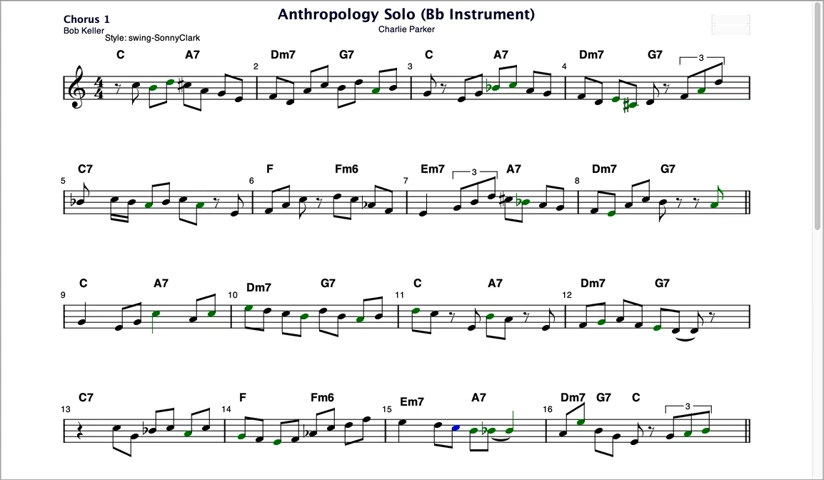 Anthropology Solo (Bb Instrument)
Chorus 1
Bob Keller
Charlie Parker
Style: swing-SonnyClark
C A7 Dm7 G7 C A7 Dm7 G7
3
4 4
2 3 4
C7 F Fm6 Em7 A7 Dm7 G7
3
5 6 7 8
C A7 Dm7 G7 C A7 Dm7 G7
9 10 11 12
C7 F Fm6 Em7 A7 Dm7 G7 C
3
13 14 15 16